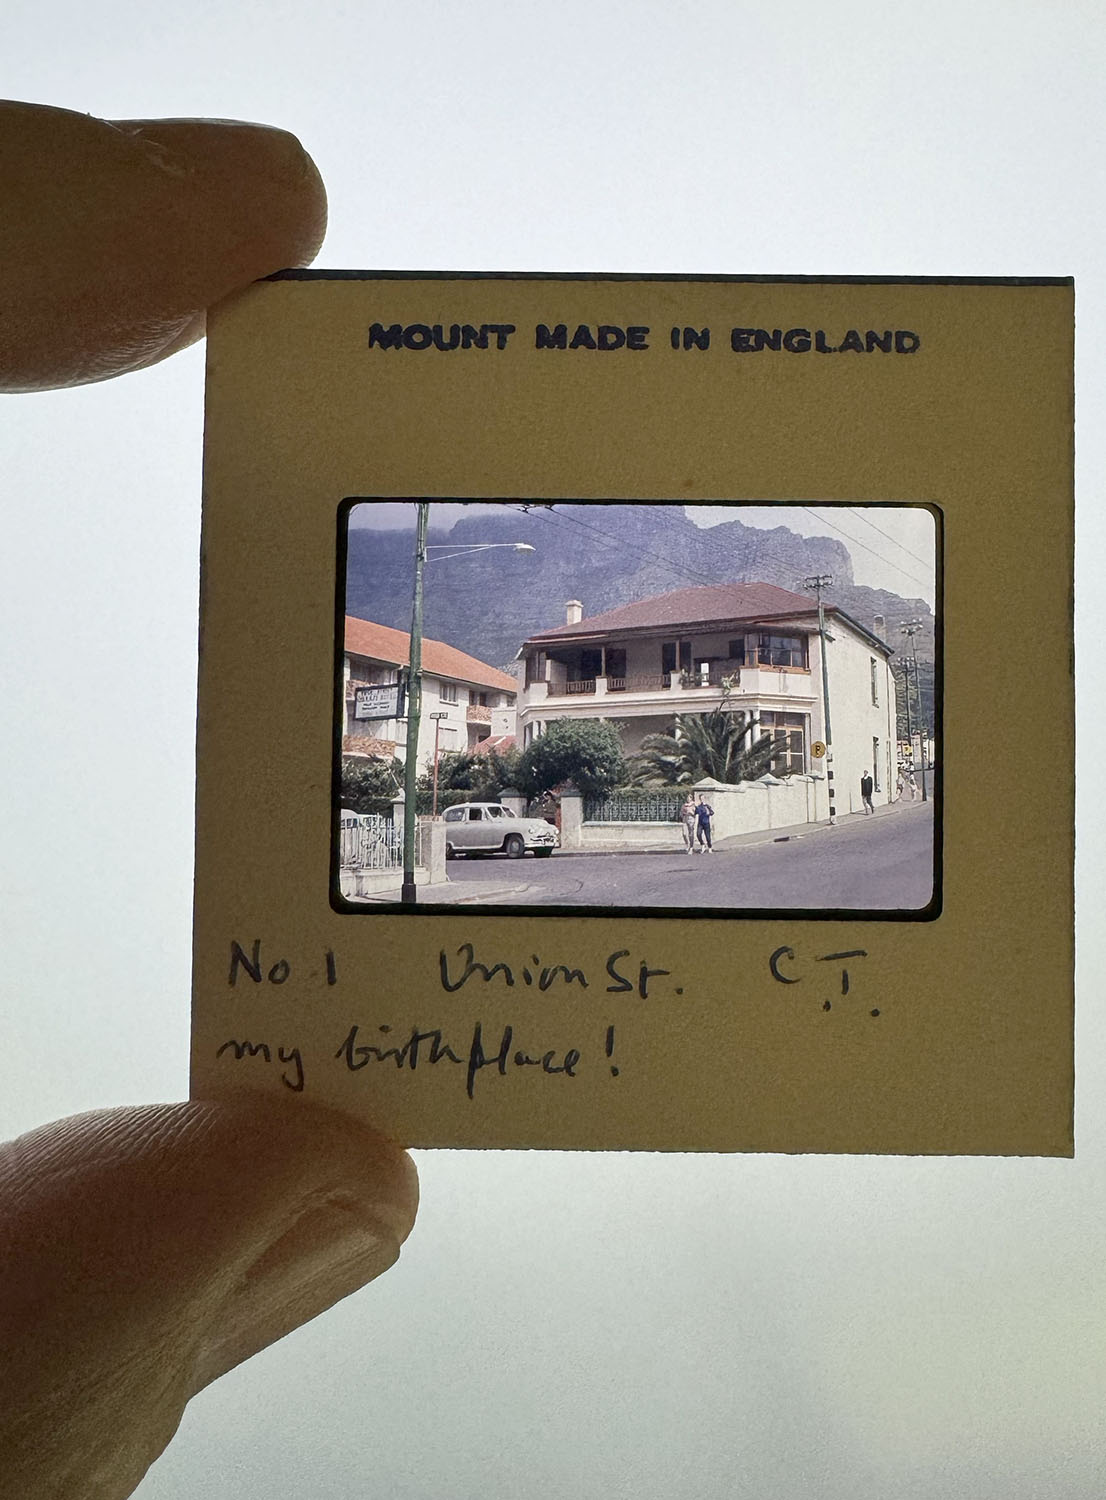 MOUNT MADE IN ENGLAND
P
No 1 Union St. C.T.
my birthplace!